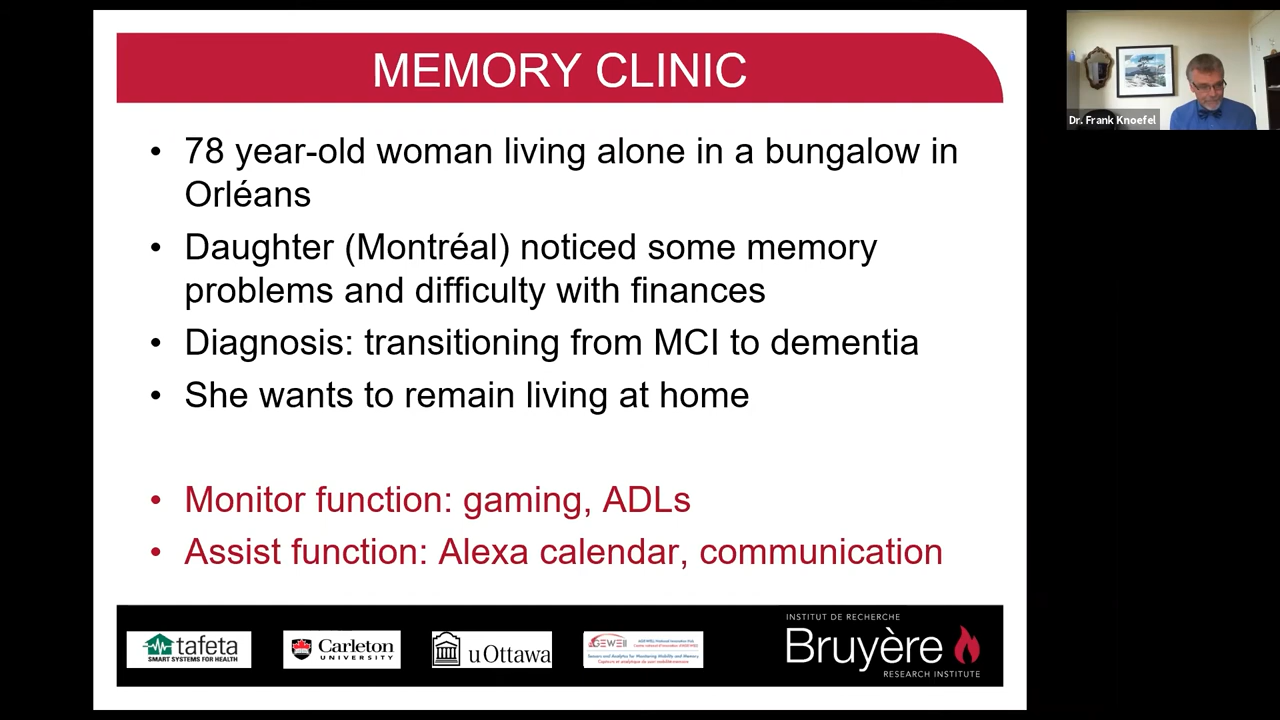 MEMORY CLINIC
Dr. Frank Knoefel
• 78 year-old woman living alone in a bungalow in
Orléans
• Daughter (Montréal) noticed some memory
problems and difficulty with finances
• Diagnosis: transitioning from MCI to dementia
• She wants to remain living at home
• Monitor function: gaming, ADLs
• Assist function: Alexa calendar, communication
tafeta
SMART SYSTEMS FOR HEALTH
Carleton
UNIVERSITY
uOttawa
INSTITUT DE RECHERCHE
Bruyère
RESEARCH INSTITUTE